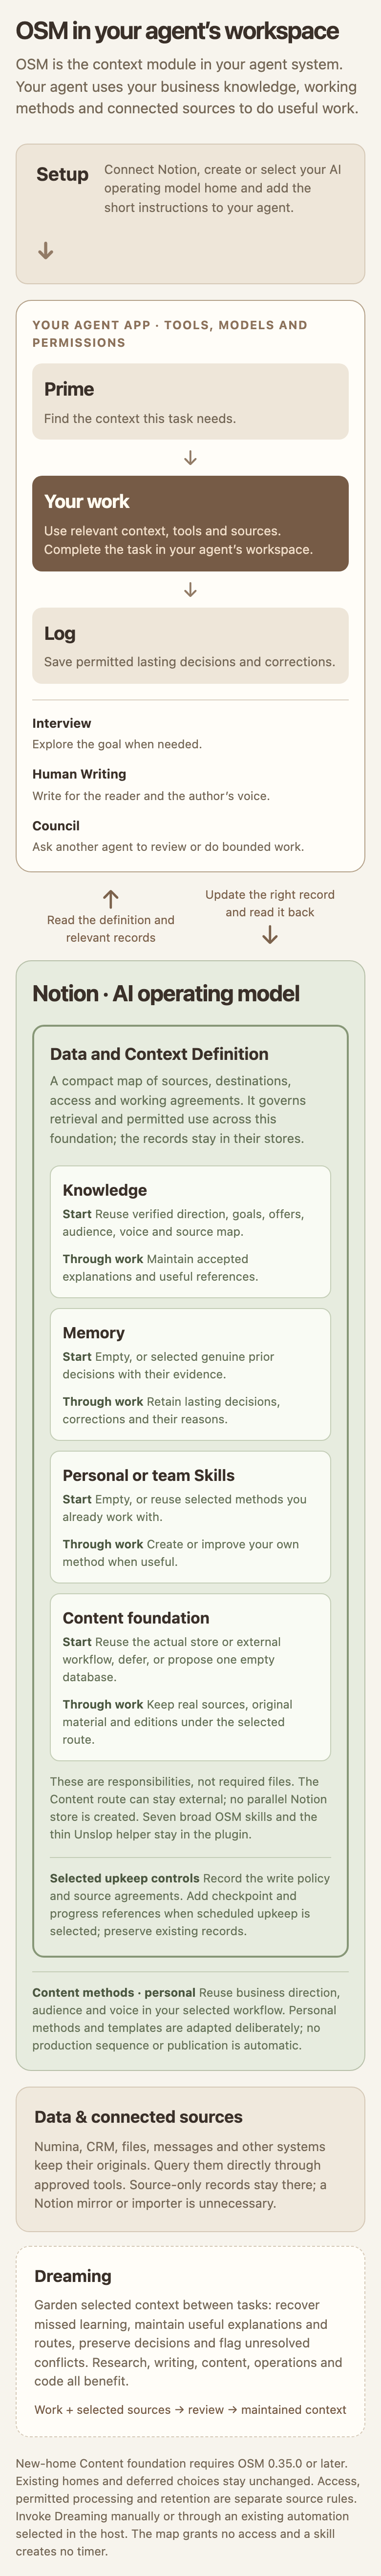 OSM in your agent’s workspace
OSM is the context module in your agent system.
Your agent uses your business knowledge, working
methods and connected sources to do useful work.
Setup
Connect Notion, create or select your AI
operating model home and add the
short instructions to your agent.
↓
YOUR AGENT APP · TOOLS, MODELS AND
PERMISSIONS
Prime
Find the context this task needs.
↓
Your work
Use relevant context, tools and sources.
Complete the task in your agent’s workspace.
↓
Log
Save permitted lasting decisions and corrections.
Interview
Explore the goal when needed.
Human Writing
Write for the reader and the author’s voice.
Council
Ask another agent to review or do bounded work.
↑
Read the definition and
relevant records
Update the right record
and read it back
↓
Notion · AI operating model
Data and Context Definition
A compact map of sources, destinations,
access and working agreements. It governs
retrieval and permitted use across this
foundation; the records stay in their stores.
Knowledge
Start Reuse verified direction, goals, offers,
audience, voice and source map.
Through work Maintain accepted
explanations and useful references.
Memory
Start Empty, or selected genuine prior
decisions with their evidence.
Through work Retain lasting decisions,
corrections and their reasons.
Personal or team Skills
Start Empty, or reuse selected methods you
already work with.
Through work Create or improve your own
method when useful.
Content foundation
Start Reuse the actual store or external
workflow, defer, or propose one empty
database.
Through work Keep real sources, original
material and editions under the selected
route.
These are responsibilities, not required files. The
Content route can stay external; no parallel Notion
store is created. Seven broad OSM skills and the
thin Unslop helper stay in the plugin.
Selected upkeep controls Record the write policy
and source agreements. Add checkpoint and
progress references when scheduled upkeep is
selected; preserve existing records.
Content methods · personal Reuse business direction,
audience and voice in your selected workflow. Personal
methods and templates are adapted deliberately; no
production sequence or publication is automatic.
Data & connected sources
Numina, CRM, files, messages and other systems
keep their originals. Query them directly through
approved tools. Source-only records stay there; a
Notion mirror or importer is unnecessary.
Dreaming
Garden selected context between tasks: recover
missed learning, maintain useful explanations and
routes, preserve decisions and flag unresolved
conflicts. Research, writing, content, operations and
code all benefit.
Work + selected sources → review → maintained context
New-home Content foundation requires OSM 0.35.0 or later.
Existing homes and deferred choices stay unchanged. Access,
permitted processing and retention are separate source rules.
Invoke Dreaming manually or through an existing automation
selected in the host. The map grants no access and a skill
creates no timer.